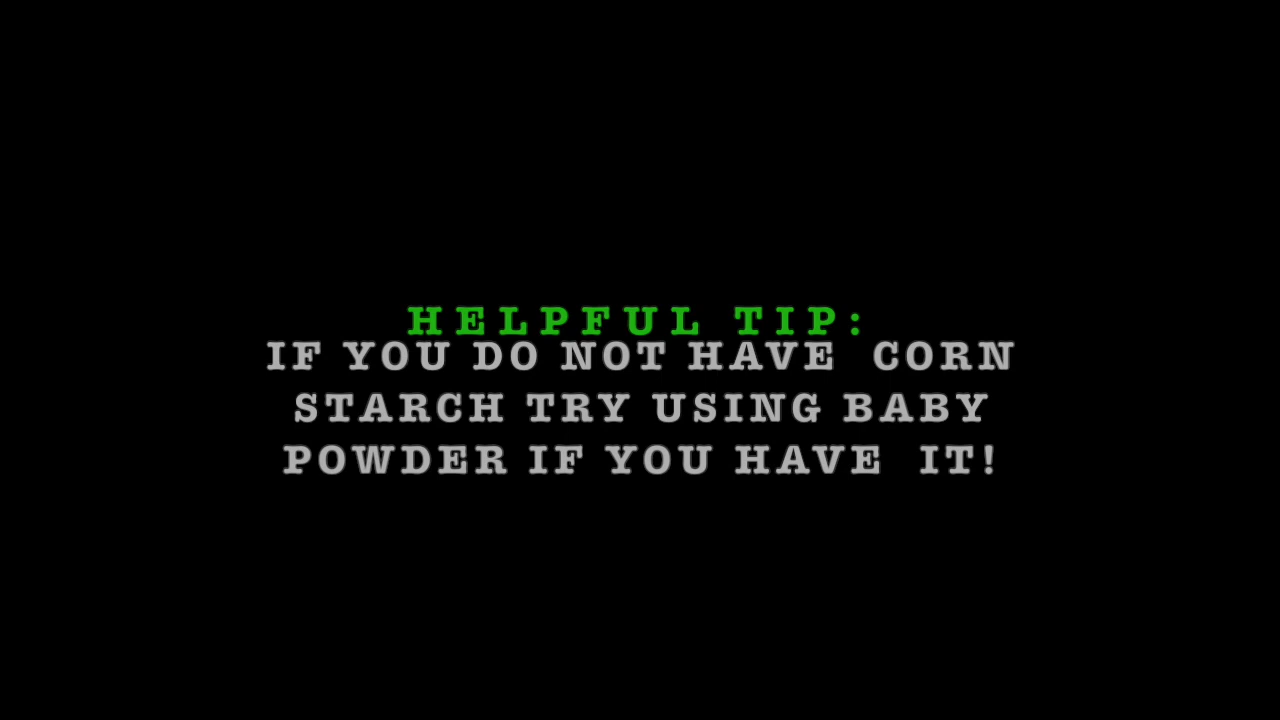 HELPFUL TIP:
IF YOU DO NOT HAVE CORN
STARCH TRY USING BABY
POWDER IF YOU HAVE IT!